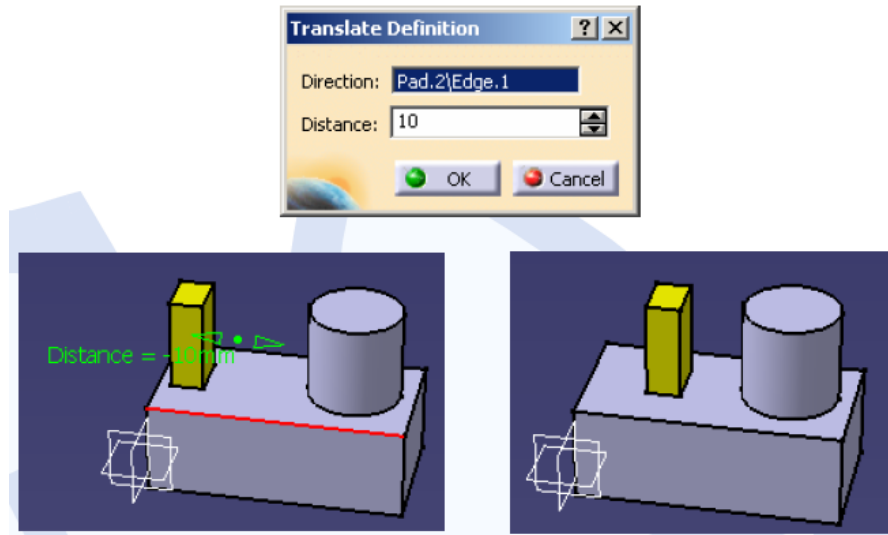 Translate Definition ? X
Direction: Pad.2\Edge.1
Distance: 10
OK Cancel
Distance = -10mm